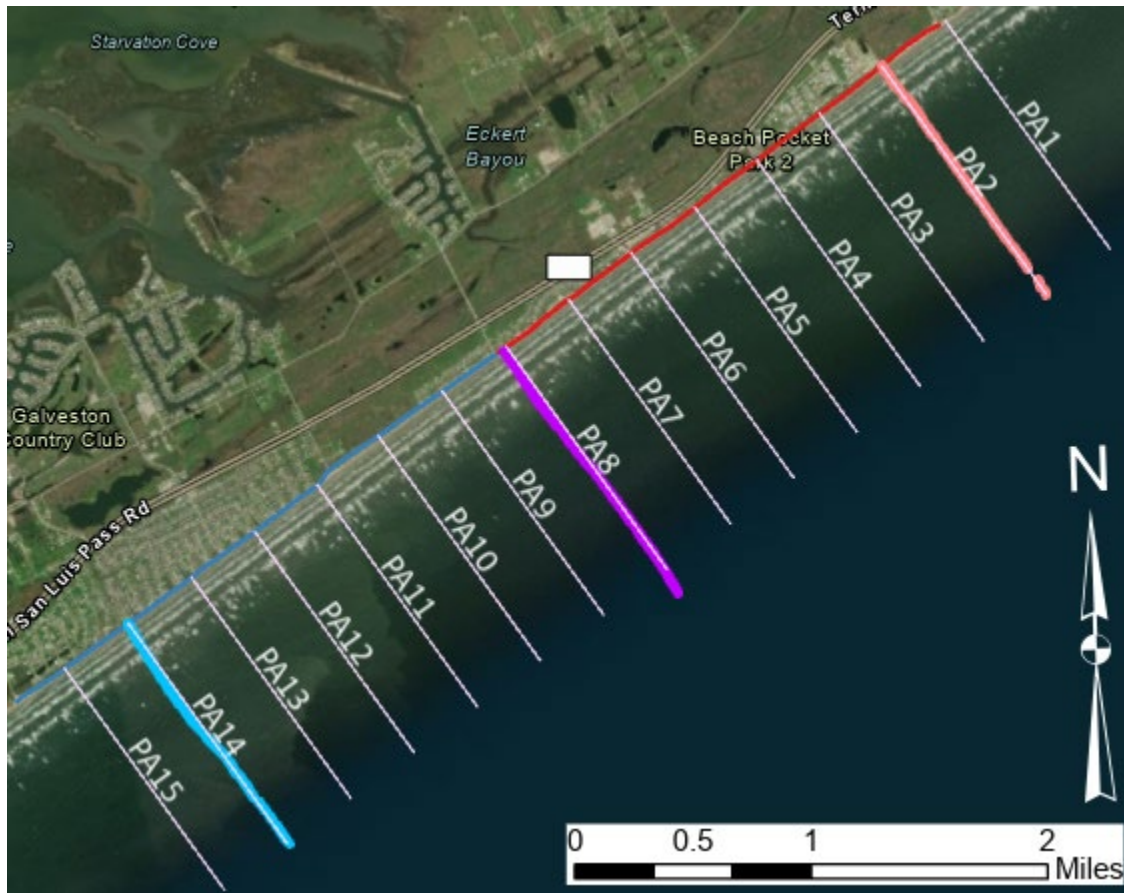 Starvation Cove
Eckert
Bayou
Beach Pocket
Park 2
PA1
PA2
PA3
PA4
PA5
PA6
PA7
PA8
PA9
PA10
PA11
PA12
PA13
PA14
PA15
Galveston
Country Club
San Luis Pass Rd
N
0 0.5 1 2
Miles